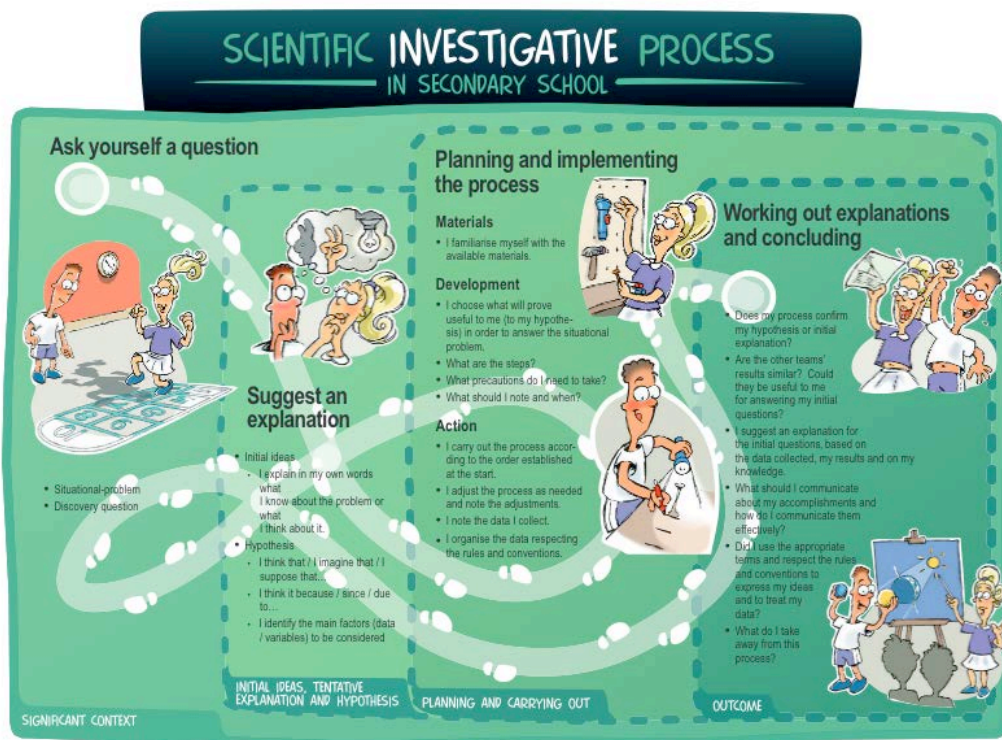 SCIENTIFIC INVESTIGATIVE PROCESS
IN SECONDARY SCHOOL
Ask yourself a question
• Situational-problem
• Discovery question
SIGNIFICANT CONTEXT
Suggest an
explanation
• Initial ideas
- I explain in my own words
what
I know about the problem or
what
I think about it.
• Hypothesis
- I think that / I imagine that / I
suppose that...
- I think it because / since / due
to...
- I identify the main factors (data
/ variables) to be considered
INITIAL IDEAS, TENTATIVE
EXPLANATION AND HYPOTHESIS
Planning and implementing
the process
Materials
• I familiarise myself with the
available materials.
Development
• I choose what will prove
useful to me (to my hypothe-
sis) in order to answer the situational
problem.
• What are the steps?
• What precautions do I need to take?
• What should I note and when?
Action
• I carry out the process accor-
ding to the order established
at the start.
• I adjust the process as needed
and note the adjustments.
• I note the data I collect.
• I organise the data respecting
the rules and conventions.
PLANNING AND CARRYING OUT
Working out explanations
and concluding
• Does my process confirm
my hypothesis or initial
explanation?
• Are the other teams'
results similar? Could
they be useful to me
for answering my initial
questions?
• I suggest an explanation for
the initial questions, based on
the data collected, my results and on my
knowledge.
• What should I communicate
about my accomplishments and
how do I communicate them
effectively?
• Did I use the appropriate
terms and respect the rules
and conventions to
express my ideas
and to treat my
data?
• What do I take
away from this
process?
OUTCOME